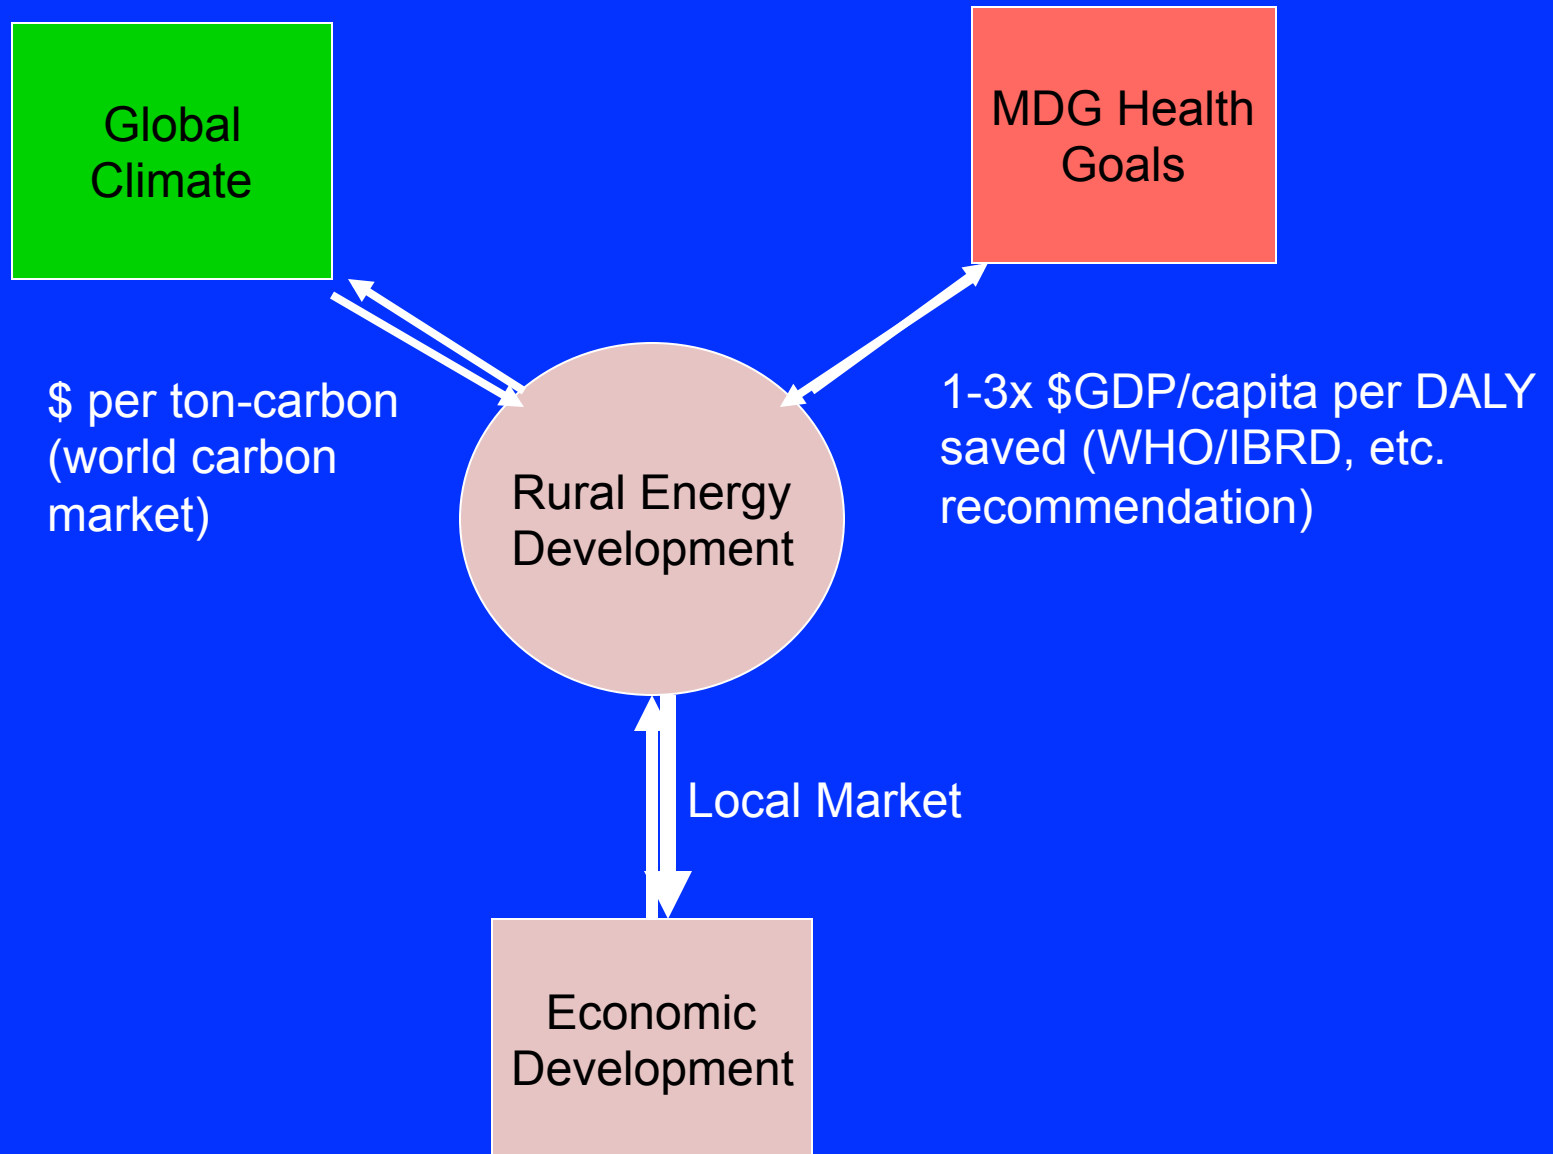 Global
Climate
MDG Health
Goals
$ per ton-carbon
(world carbon
market)
1-3x $GDP/capita per DALY
saved (WHO/IBRD, etc.
recommendation)
Rural Energy
Development
Local Market
Economic
Development